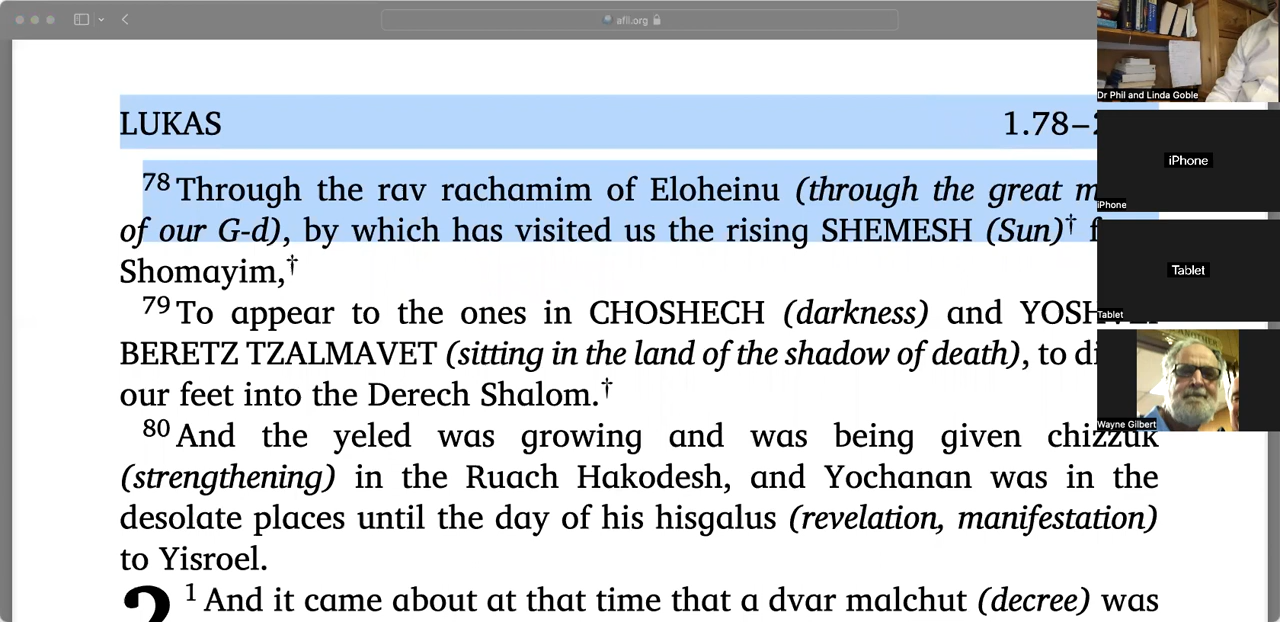 afii.org
LUKAS 1.78–
78 Through the rav rachamim of Eloheinu (through the great
of our G-d), by which has visited us the rising SHEMESH (Sun)†
Shomayim,†
79 To appear to the ones in CHOSHECH (darkness) and
BERETZ TZALMAVET (sitting in the land of the shadow of death), to
our feet into the Derech Shalom.†
80 And the yeled was growing and was being given chizzuk
(strengthening) in the Ruach Hakodesh, and Yochanan was in the
desolate places until the day of his hisgalus (revelation, manifestation)
to Yisroel.
2 1 And it came about at that time that a dvar malchut (decree) was
Dr Phil and Linda Goble
iPhone
iPhone
Tablet
Tablet
Wayne Gilbert